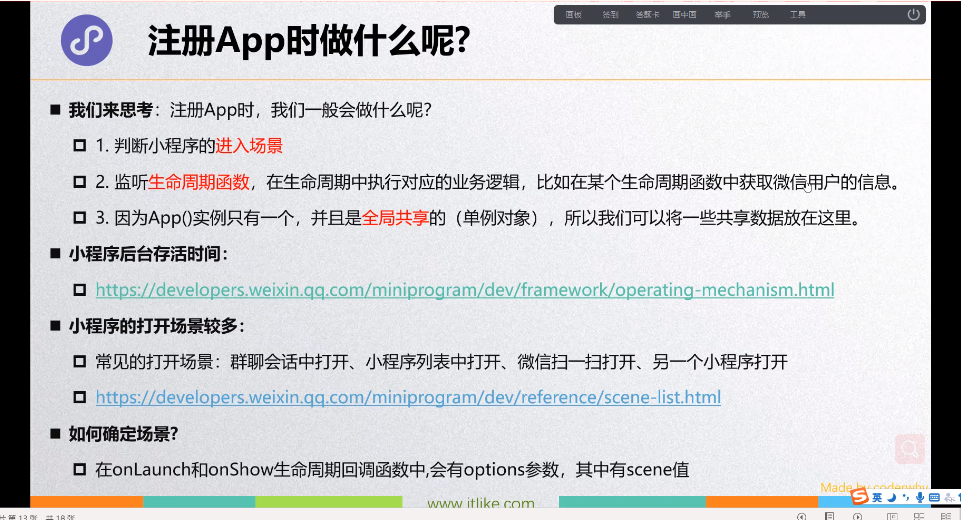 画板 签到 答题卡 画中画 举手 预览 工具
注册App时做什么呢?
我们来思考：注册App时，我们一般会做什么呢?
1. 判断小程序的进入场景
2. 监听生命周期函数，在生命周期中执行对应的业务逻辑，比如在某个生命周期函数中获取微信用户的信息。
3. 因为App()实例只有一个，并且是全局共享的（单例对象），所以我们可以将一些共享数据放在这里。
小程序后台存活时间：
https://developers.weixin.qq.com/miniprogram/dev/framework/operating-mechanism.html
小程序的打开场景较多：
常见的打开场景：群聊会话中打开、小程序列表中打开、微信扫一扫打开、另一个小程序打开
https://developers.weixin.qq.com/miniprogram/dev/reference/scene-list.html
如何确定场景?
在onLaunch和onShow生命周期回调函数中,会有options参数，其中有scene值
Made by coderwhy
www.itlike.com
英
第 13 张，共 18 张